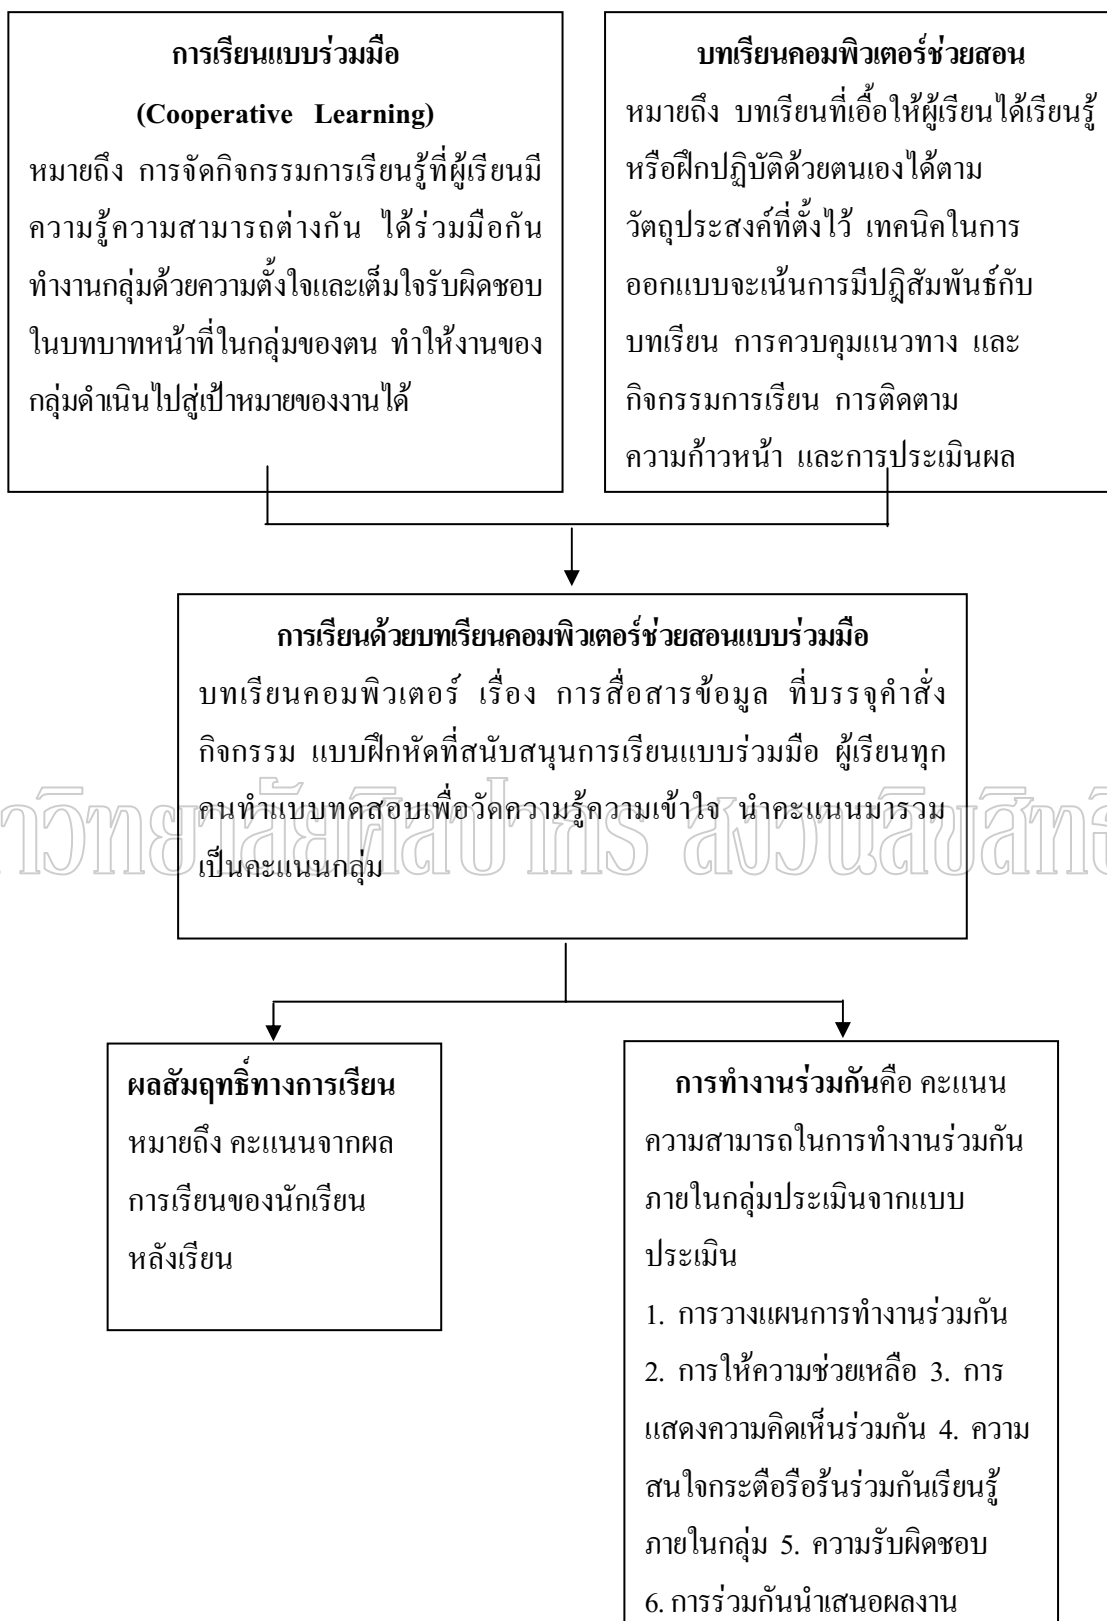 การเรียนแบบร่วมมือ
(Cooperative Learning)
หมายถึง การจัดกิจกรรมการเรียนรู้ที่ผู้เรียนมี
ความรู้ความสามารถต่างกัน ได้ร่วมมือกัน
ทำงานกลุ่มด้วยความตั้งใจและเต็มใจรับผิดชอบ
ในบทบาทหน้าที่ในกลุ่มของตน ทำให้งานของ
กลุ่มดำเนินไปสู่เป้าหมายของงานได้
บทเรียนคอมพิวเตอร์ช่วยสอน
หมายถึง บทเรียนที่เอื้อให้ผู้เรียนได้เรียนรู้
หรือฝึกปฏิบัติด้วยตนเองได้ตาม
วัตถุประสงค์ที่ตั้งไว้ เทคนิคในการ
ออกแบบจะเน้นการมีปฎิสัมพันธ์กับ
บทเรียน การควบคุมแนวทาง และ
กิจกรรมการเรียน การติดตาม
ความก้าวหน้า และการประเมินผล
การเรียนด้วยบทเรียนคอมพิวเตอร์ช่วยสอนแบบร่วมมือ
บทเรียนคอมพิวเตอร์ เรื่อง การสื่อสารข้อมูล ที่บรรจุคำสั่ง
กิจกรรม แบบฝึกหัดที่สนับสนุนการเรียนแบบร่วมมือ ผู้เรียนทุก
คนทำแบบทดสอบเพื่อวัดความรู้ความเข้าใจ นำคะแนนมารวม
เป็นคะแนนกลุ่ม
าวิทยาลัยศิลปากร สงวนลิขสิทธิ
ผลสัมฤทธิ์ทางการเรียน
หมายถึง คะแนนจากผล
การเรียนของนักเรียน
หลังเรียน
การทำงานร่วมกันคือ คะแนน
ความสามารถในการทำงานร่วมกัน
ภายในกลุ่มประเมินจากแบบ
ประเมิน
1. การวางแผนการทำงานร่วมกัน
2. การให้ความช่วยเหลือ 3. การ
แสดงความคิดเห็นร่วมกัน 4. ความ
สนใจกระตือรือร้นร่วมกันเรียนรู้
ภายในกลุ่ม 5. ความรับผิดชอบ
6. การร่วมกันนำเสนอผลงาน